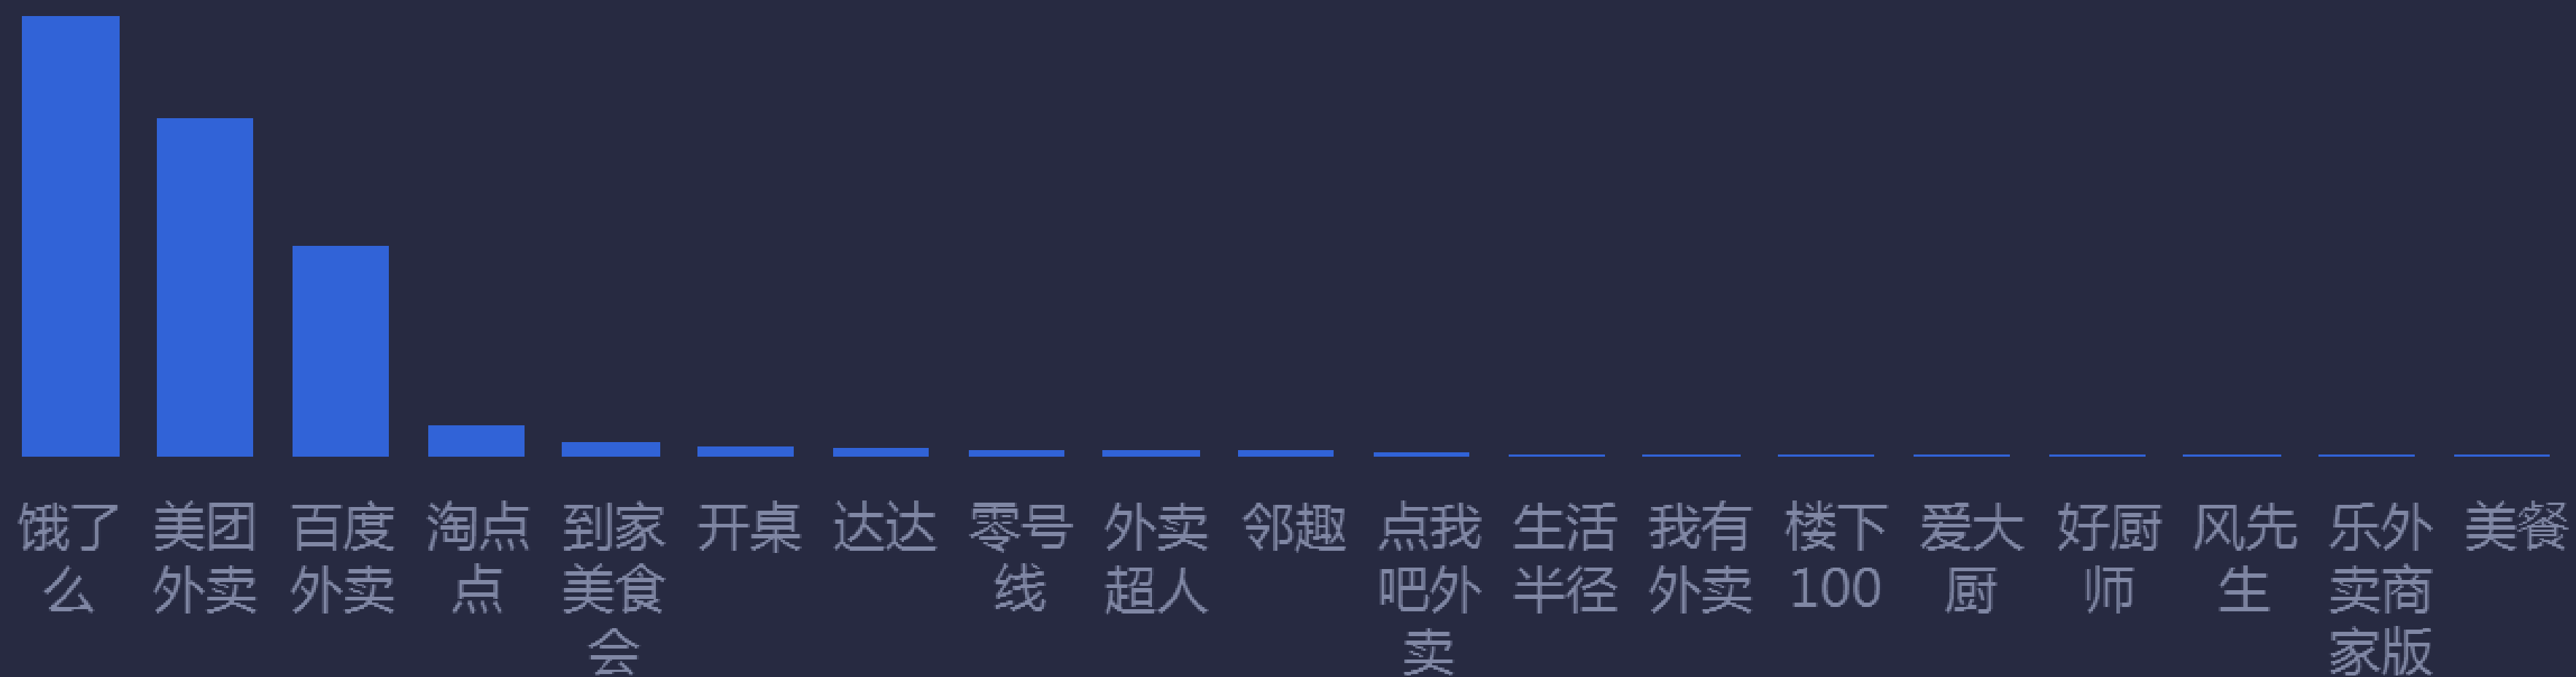 饿了
么
美团
外卖
百度
外卖
淘点
点
到家
美食
会
开桌
达达
零号
线
外卖
超人
邻趣
点我
吧外
卖
生活
半径
我有
外卖
楼下
100
爱大
厨
好厨
师
风先
生
乐外
卖商
家版
美餐